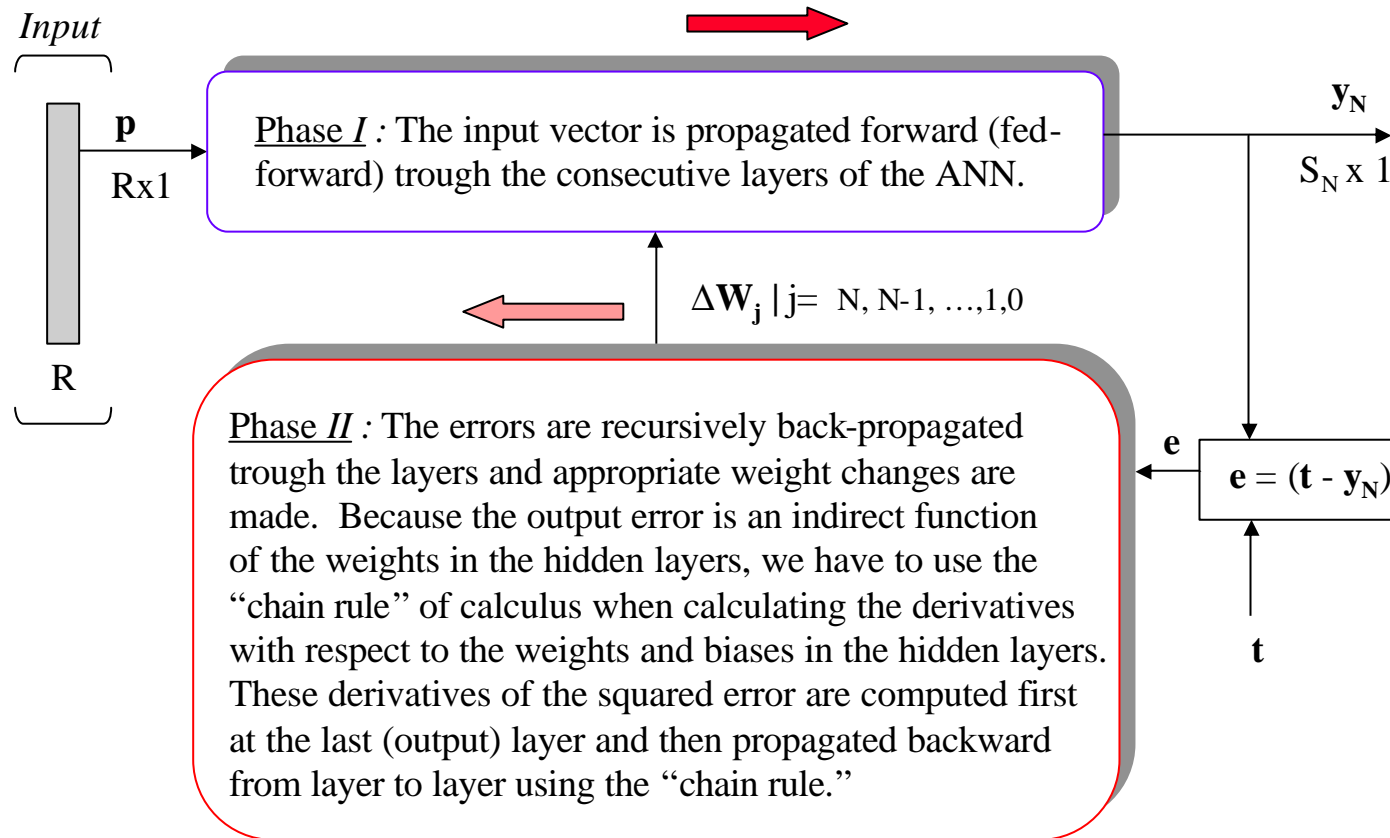 Input
p
Rx1
R
Phase I : The input vector is propagated forward (fed-
forward) trough the consecutive layers of the ANN.
y_N
S_N x 1
ΔW_j | j= N, N-1, …,1,0
Phase II : The errors are recursively back-propagated
trough the layers and appropriate weight changes are
made. Because the output error is an indirect function
of the weights in the hidden layers, we have to use the
“chain rule” of calculus when calculating the derivatives
with respect to the weights and biases in the hidden layers.
These derivatives of the squared error are computed first
at the last (output) layer and then propagated backward
from layer to layer using the “chain rule.”
e
e = (t - y_N)
t